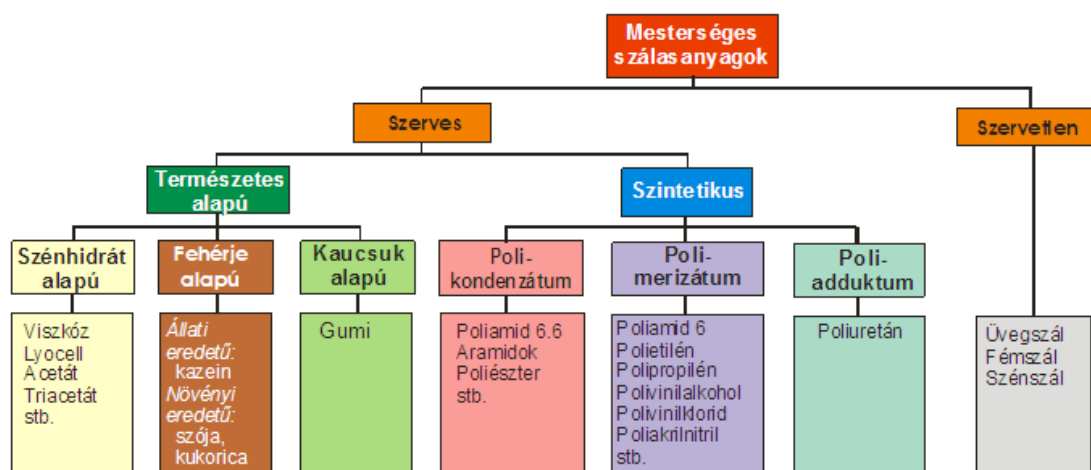 Mesterséges
szálasanyagok
Szerves
Szervetlen
Természetes
alapú
Szintetikus
Szénhidrát
alapú
Fehérje
alapú
Kaucsuk
alapú
Poli-
kondenzátum
Poli-
merizátum
Poli-
adduktum
Viszkóz
Lyocell
Acetát
Triacetát
stb.
Állati
eredetű:
kazein
Növényi
eredetű:
szója,
kukorica
Gumi
Poliamid 6.6
Aramidok
Poliészter
stb.
Poliamid 6
Polietilén
Polipropilén
Polivinilalkohol
Polivinilklorid
Poliakrilnitril
stb.
Poliuretán
Üvegszál
Fémszál
Szénszál